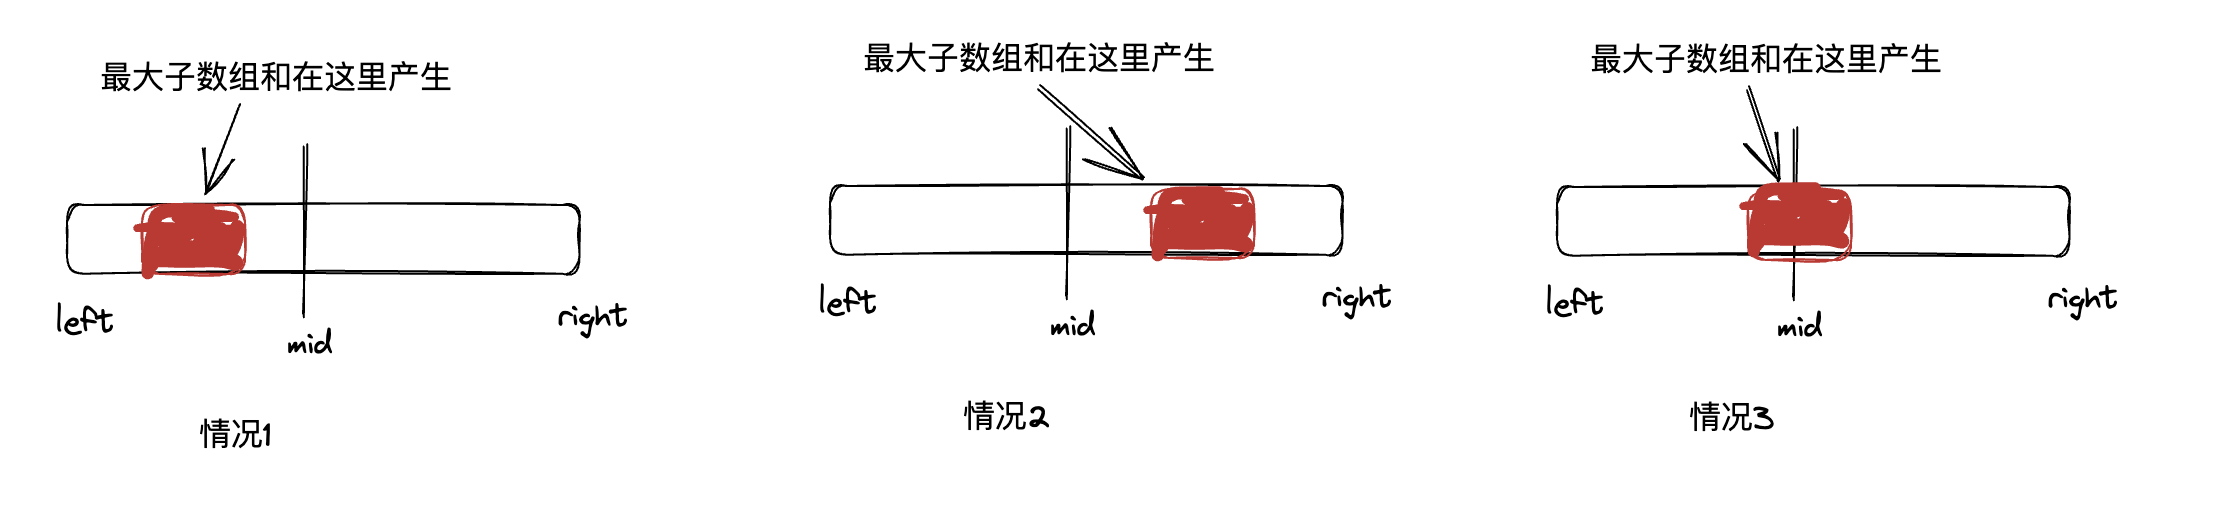 最大子数组和在这里产生
left
mid
right
情况1
最大子数组和在这里产生
left
mid
right
情况2
最大子数组和在这里产生
left
mid
right
情况3